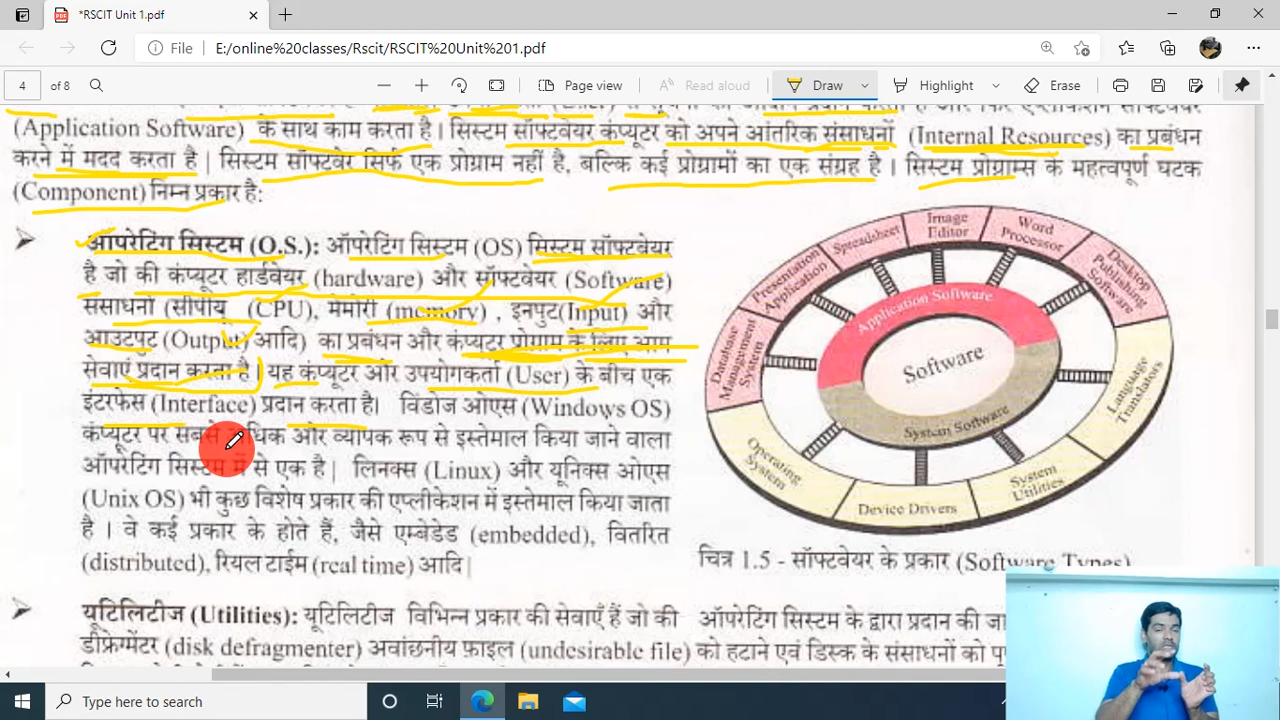 *RSCIT Unit 1.pdf
File E:/online%20classes/Rscit/RSCIT%20Unit%201.pdf
4 of 8 Page view Read aloud Draw Highlight Erase
(Application Software) के साथ काम करता है। सिस्टम सॉफ्टवेयर कंप्यूटर को अपने आंतरिक संसाधनों (Internal Resources) का प्रबंधन
करने में मदद करता है | सिस्टम सॉफ्टवेर सिर्फ एक प्रोग्राम नहीं है, बल्कि कई प्रोग्रामों का एक संग्रह है | सिस्टम प्रोग्राम्स के महत्वपूर्ण घटक
(Component) निम्न प्रकार है:
ऑपरेटिंग सिस्टम (O.S.): ऑपरेटिंग सिस्टम (OS) सिस्टम सॉफ्टवेयर
है जो की कंप्यूटर हार्डवेयर (hardware) और सॉफ्टवेयर (Software)
संसाधनों (सीपीयू (CPU), मेमोरी (memory) , इनपुट(Input) और
आउटपुट (Output आदि) का प्रबंधन और कंप्यूटर प्रोग्राम के लिए आम
सेवाएं प्रदान करता है | यह कंप्यूटर और उपयोगकर्ता (User) के बीच एक
इंटरफेस (Interface) प्रदान करता है। विंडोज ओएस (Windows OS)
कंप्यूटर पर सबसे और व्यापक रूप से इस्तेमाल किया जाने वाला
ऑपरेटिंग सिस्टम में से एक है | लिनक्स (Linux) और यूनिक्स ओएस
(Unix OS) भी कुछ विशेष प्रकार की एप्लीकेशन में इस्तेमाल किया जाता
है । वे कई प्रकार के होते हैं, जैसे एम्बेडेड (embedded), वितरित
(distributed), रियल टाईम (real time) आदि |
Presentation Application
Spreadsheet
Image Editor
Word Processor
Desktop Publishing Software
Database Management System
Application Software
Software
System Software
Language Translators
Operating System
Device Drivers
System Utilities
चित्र 1.5 - सॉफ्टवेयर के प्रकार (Software Types)
यूटिलिटीज (Utilities): यूटिलिटीज विभिन्न प्रकार की सेवाएँ हैं जो की ऑपरेटिंग सिस्टम के द्वारा प्रदान की
डीफ्रेग्मेंटर (disk defragmenter) अवांछनीय फ़ाइल (undesirable file) को हटाने एवं डिस्क के संसाधनों को
Type here to search